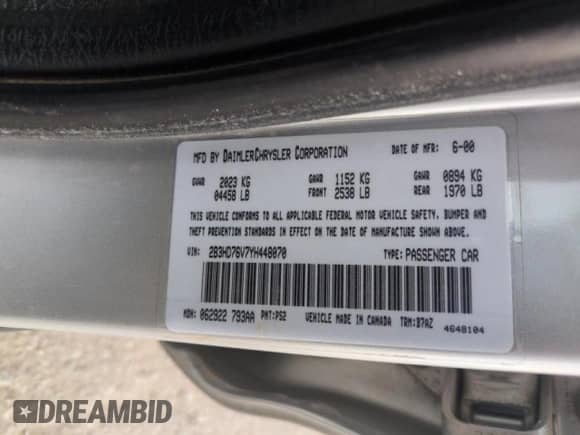 MFD BY DAIMLERCHRYSLER CORPORATION DATE OF MFR: 6-00
GVWR 2023 KG GAWR 1152 KG GAWR 0894 KG
04458 LB FRONT 2538 LB REAR 1970 LB
THIS VEHICLE CONFORMS TO ALL APPLICABLE FEDERAL MOTOR VEHICLE SAFETY, BUMPER AND
THEFT PREVENTION STANDARDS IN EFFECT ON THE DATE OF MANUFACTURE SHOWN ABOVE.
VIN: 2B3HD76V7YH448070 TYPE: PASSENGER CAR
MDH: 062922 793AA PNT: PS2 VEHICLE MADE IN CANADA TRM: B7AZ
4648104
DREAMBID